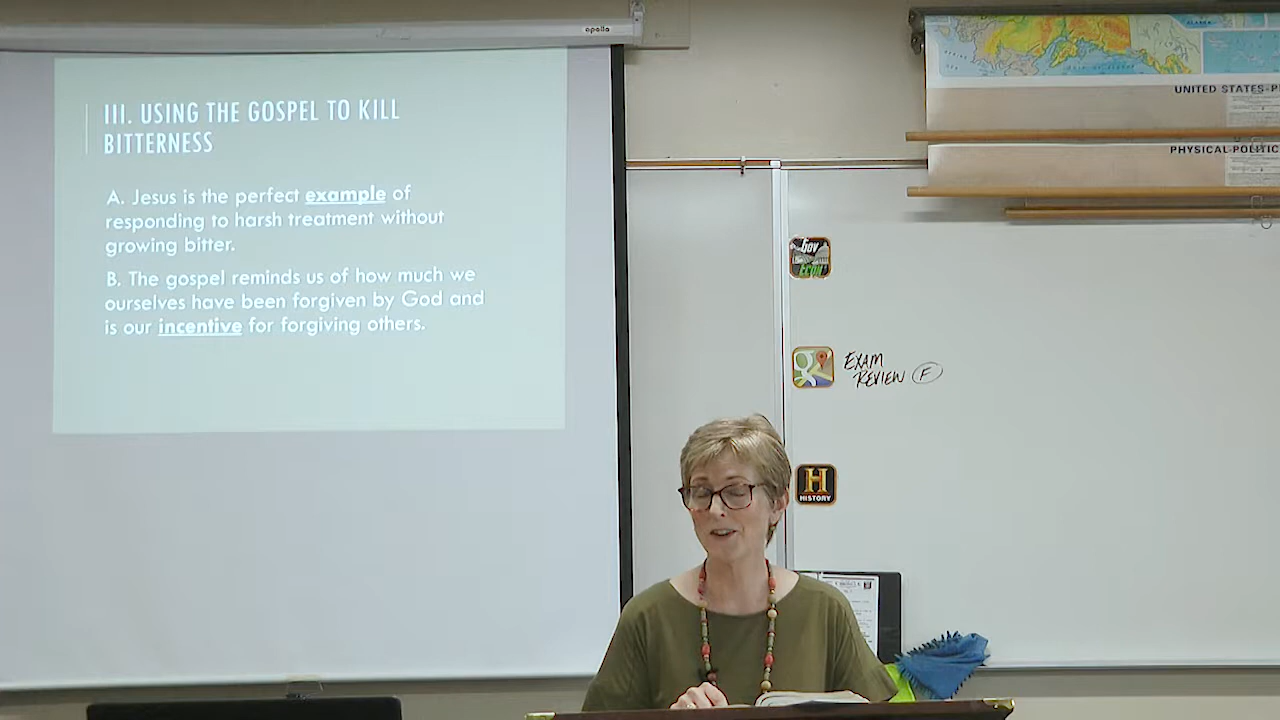 apollo
III. USING THE GOSPEL TO KILL
BITTERNESS
A. Jesus is the perfect example of
responding to harsh treatment without
growing bitter.
B. The gospel reminds us of how much we
ourselves have been forgiven by God and
is our incentive for forgiving others.
UNITED STATES-P
PHYSICAL-POLITIC
GOV
ECON
EXAM
REVIEW F
H
HISTORY